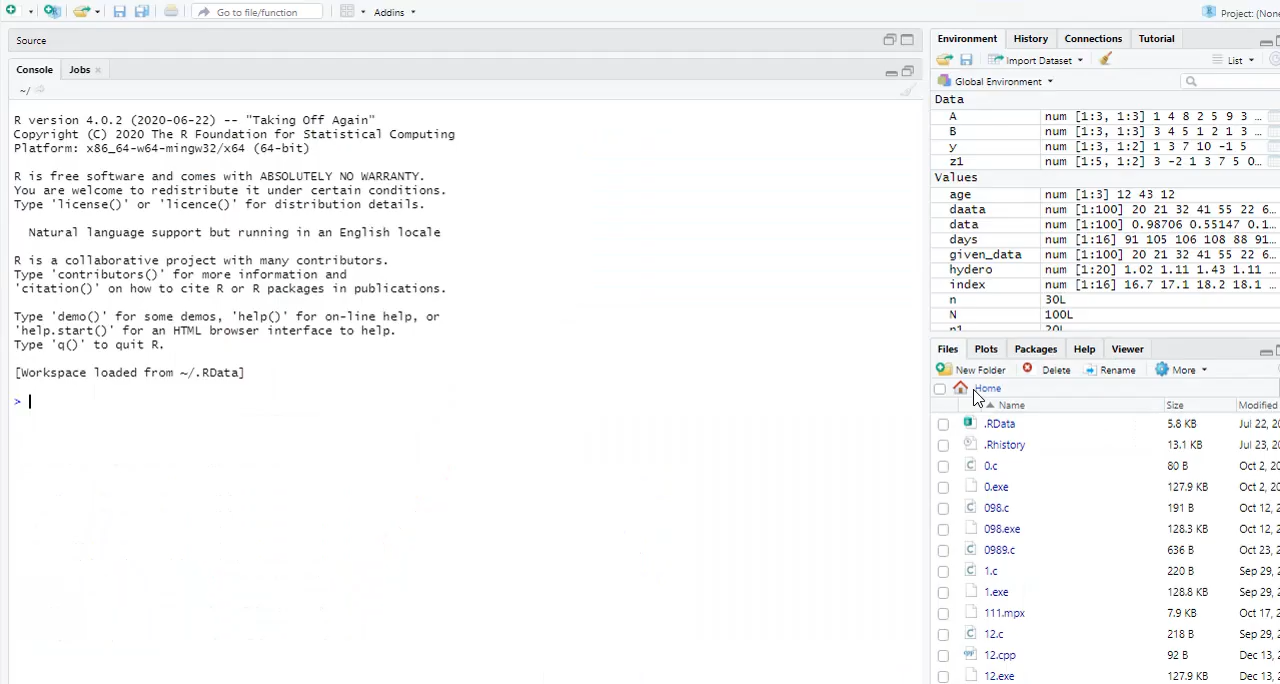 Go to file/function
Addins
Project: (None
Source
Console
Jobs
~/
R version 4.0.2 (2020-06-22) -- "Taking Off Again"
Copyright (C) 2020 The R Foundation for Statistical Computing
Platform: x86_64-w64-mingw32/x64 (64-bit)
R is free software and comes with ABSOLUTELY NO WARRANTY.
You are welcome to redistribute it under certain conditions.
Type 'license()' or 'licence()' for distribution details.
Natural language support but running in an English locale
R is a collaborative project with many contributors.
Type 'contributors()' for more information and
'citation()' on how to cite R or R packages in publications.
Type 'demo()' for some demos, 'help()' for on-line help, or
'help.start()' for an HTML browser interface to help.
Type 'q()' to quit R.
[Workspace loaded from ~/.RData]
>
Environment History Connections Tutorial
Import Dataset List
Global Environment
Data
A num [1:3, 1:3] 1 4 8 2 5 9 3 …
B num [1:3, 1:3] 3 4 5 1 2 1 3 …
y num [1:3, 1:2] 1 3 7 10 -1 5
z1 num [1:5, 1:2] 3 -2 1 3 7 5 0…
Values
age num [1:3] 12 43 12
daata num [1:100] 20 21 32 41 55 22 6…
data num [1:100] 0.98706 0.55147 0.1…
days num [1:16] 91 105 106 108 88 91…
given_data num [1:100] 20 21 32 41 55 22 6…
hydero num [1:20] 1.02 1.11 1.43 1.11 …
index num [1:16] 16.7 17.1 18.2 18.1 …
n 30L
N 100L
n1 20L
Files Plots Packages Help Viewer
New Folder Delete Rename More
Home
Name Size Modified
.RData 5.8 KB Jul 22, 20
.Rhistory 13.1 KB Jul 23, 20
0.c 80 B Oct 2, 20
0.exe 127.9 KB Oct 2, 20
098.c 191 B Oct 12, 2
098.exe 128.3 KB Oct 12, 2
0989.c 636 B Oct 23, 2
1.c 220 B Sep 29, 2
1.exe 128.8 KB Sep 29, 2
111.mpx 7.9 KB Oct 17, 2
12.c 218 B Sep 29, 2
12.cpp 92 B Dec 13, 2
12.exe 127.9 KB Dec 13, 2